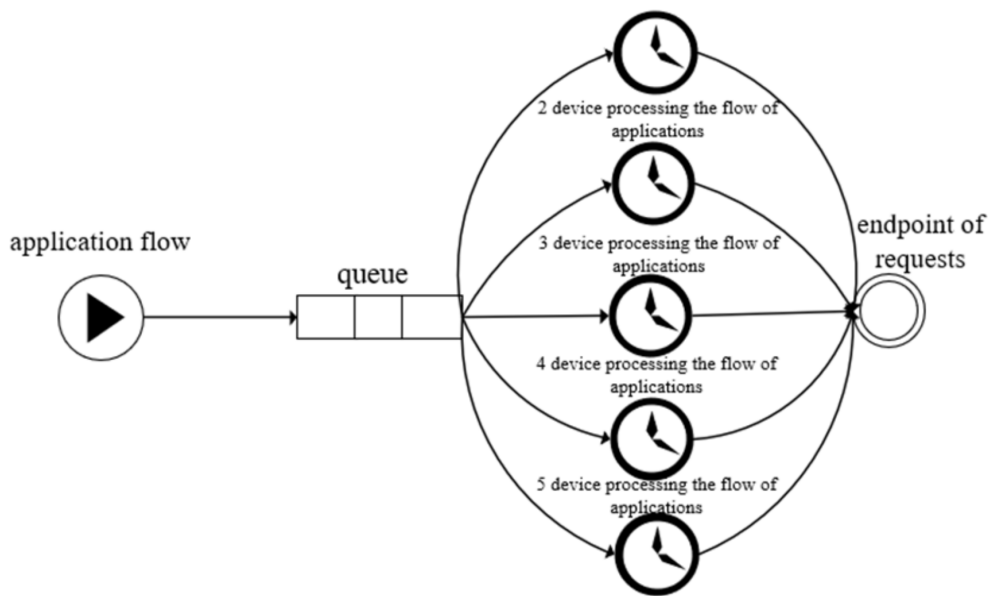 2 device processing the flow of
applications
application flow
queue
3 device processing the flow of
applications
endpoint of
requests
4 device processing the flow of
applications
5 device processing the flow of
applications